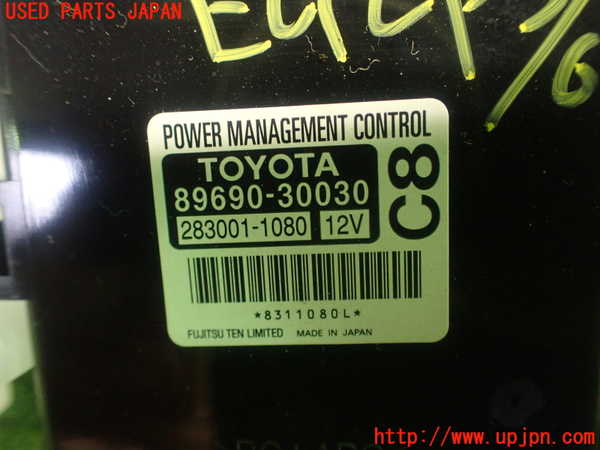 USED PARTS JAPAN
POWER MANAGEMENT CONTROL
TOYOTA
89690-30030
283001-1080 12V
C8
*8311080L*
FUJITSU TEN LIMITED MADE IN JAPAN
www.upjpn.com